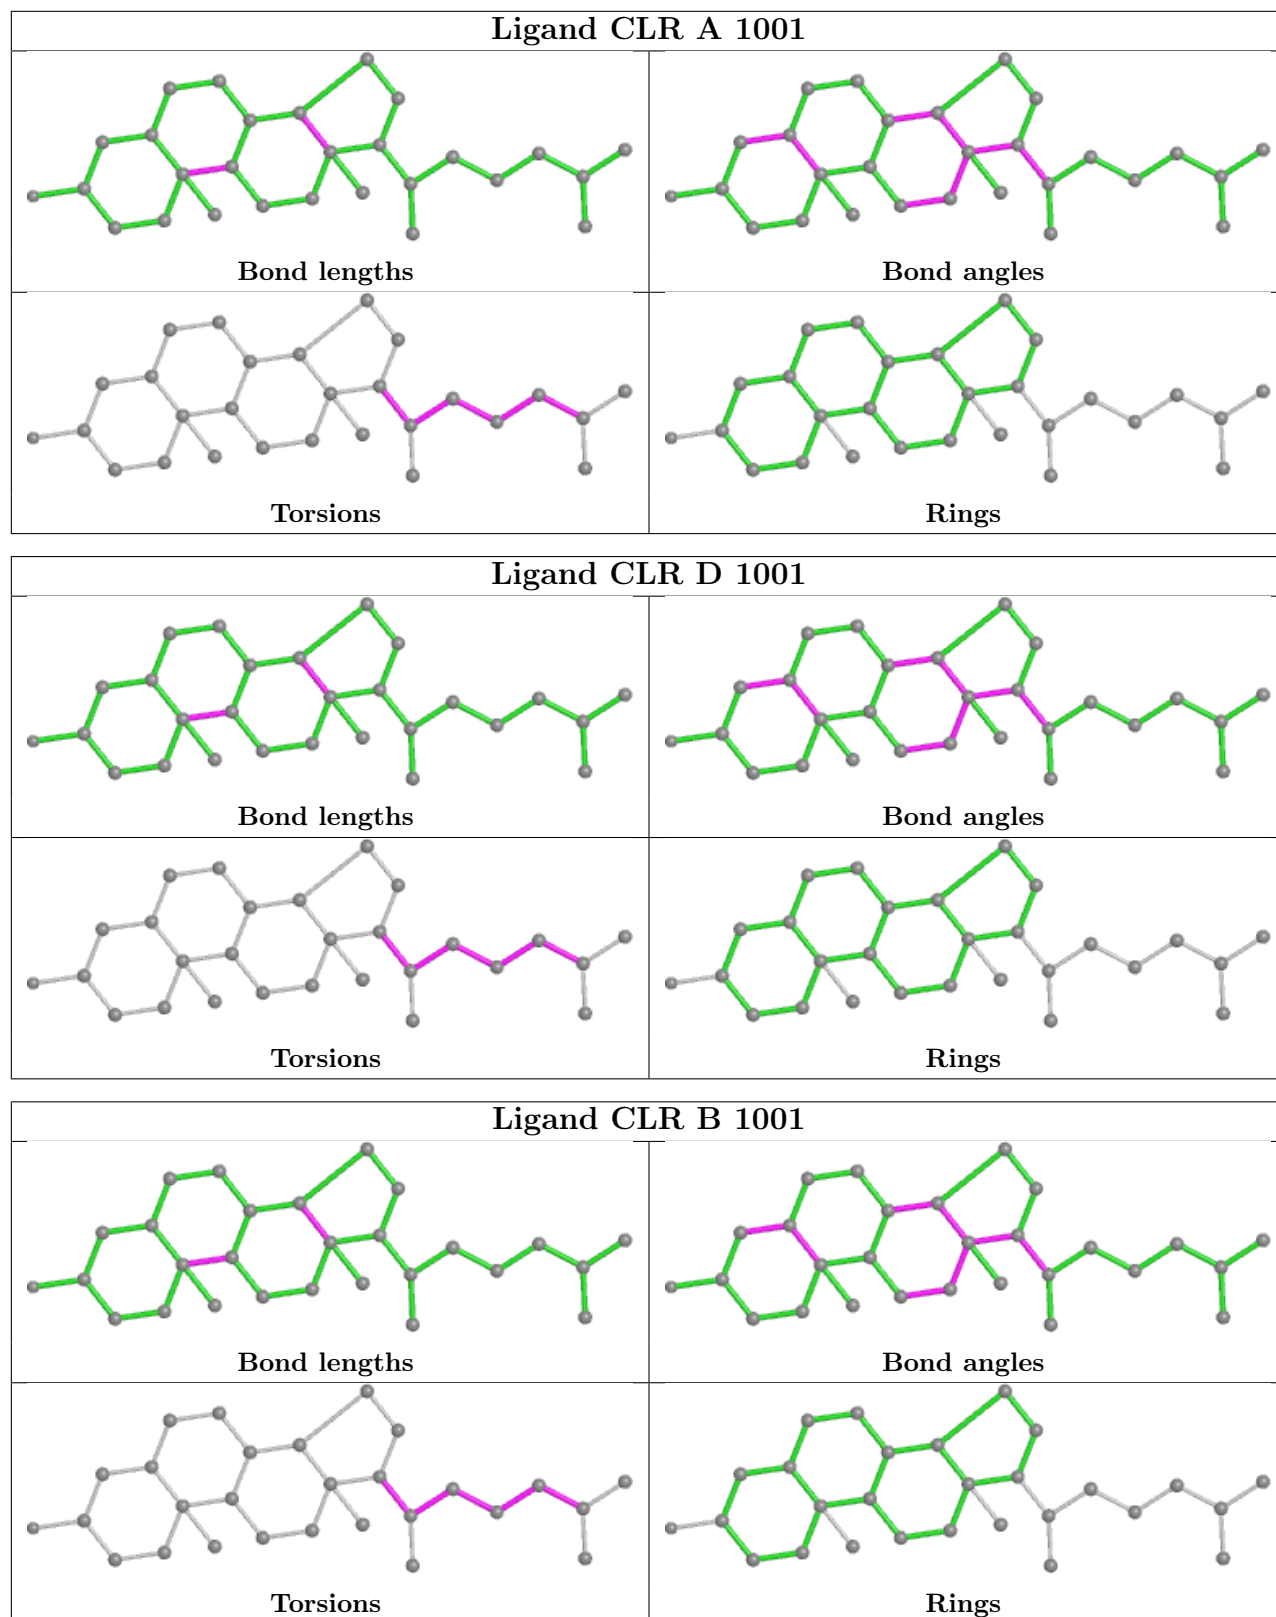 Ligand CLR A 1001
Bond lengths
Bond angles
Torsions
Rings
Ligand CLR D 1001
Bond lengths
Bond angles
Torsions
Rings
Ligand CLR B 1001
Bond lengths
Bond angles
Torsions
Rings